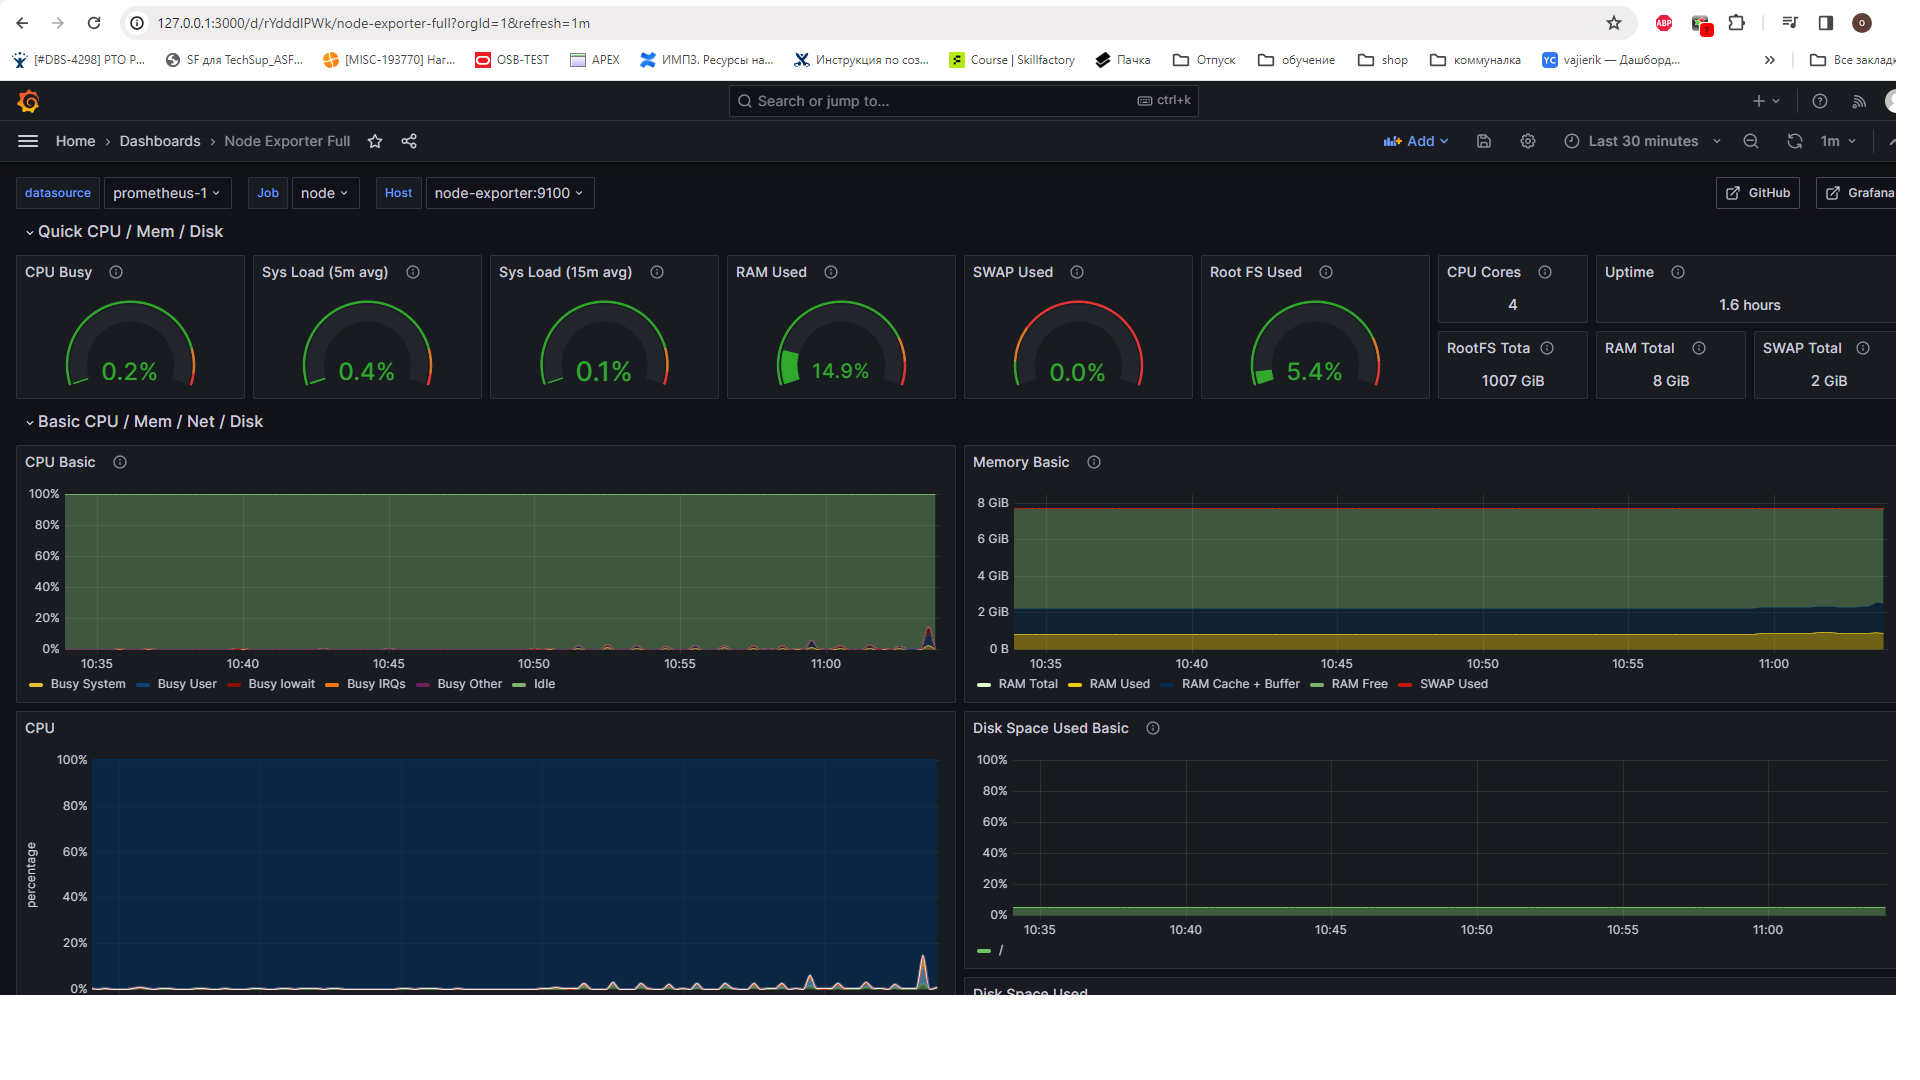 127.0.0.1:3000/d/rYdddlPWk/node-exporter-full?orgId=1&refresh=1m
ABP
O
[#DBS-4298] РТО Р...
SF для TechSup_ASF...
[MISC-193770] Наг...
OSB-TEST
APEX
ИМПЗ. Ресурсы на...
Инструкция по соз...
Course | Skillfactory
Пачка
Отпуск
обучение
shop
коммуналка
YC
vajierik — Дашборд...
Все заклад
Search or jump to...
ctrl+k
Home › Dashboards › Node Exporter Full
Add
Last 30 minutes
1m
datasource
prometheus-1
Job
node
Host
node-exporter:9100
GitHub
Grafana
Quick CPU / Mem / Disk
CPU Busy
0.2%
Sys Load (5m avg)
0.4%
Sys Load (15m avg)
0.1%
RAM Used
14.9%
SWAP Used
0.0%
Root FS Used
5.4%
CPU Cores
4
Uptime
1.6 hours
RootFS Tota
1007 GiB
RAM Total
8 GiB
SWAP Total
2 GiB
Basic CPU / Mem / Net / Disk
CPU Basic
100%
80%
60%
40%
20%
0%
10:35
10:40
10:45
10:50
10:55
11:00
Busy System
Busy User
Busy Iowait
Busy IRQs
Busy Other
Idle
Memory Basic
8 GiB
6 GiB
4 GiB
2 GiB
0 B
10:35
10:40
10:45
10:50
10:55
11:00
RAM Total
RAM Used
RAM Cache + Buffer
RAM Free
SWAP Used
CPU
percentage
100%
80%
60%
40%
20%
0%
Disk Space Used Basic
100%
80%
60%
40%
20%
0%
10:35
10:40
10:45
10:50
10:55
11:00
/
Disk Space Used